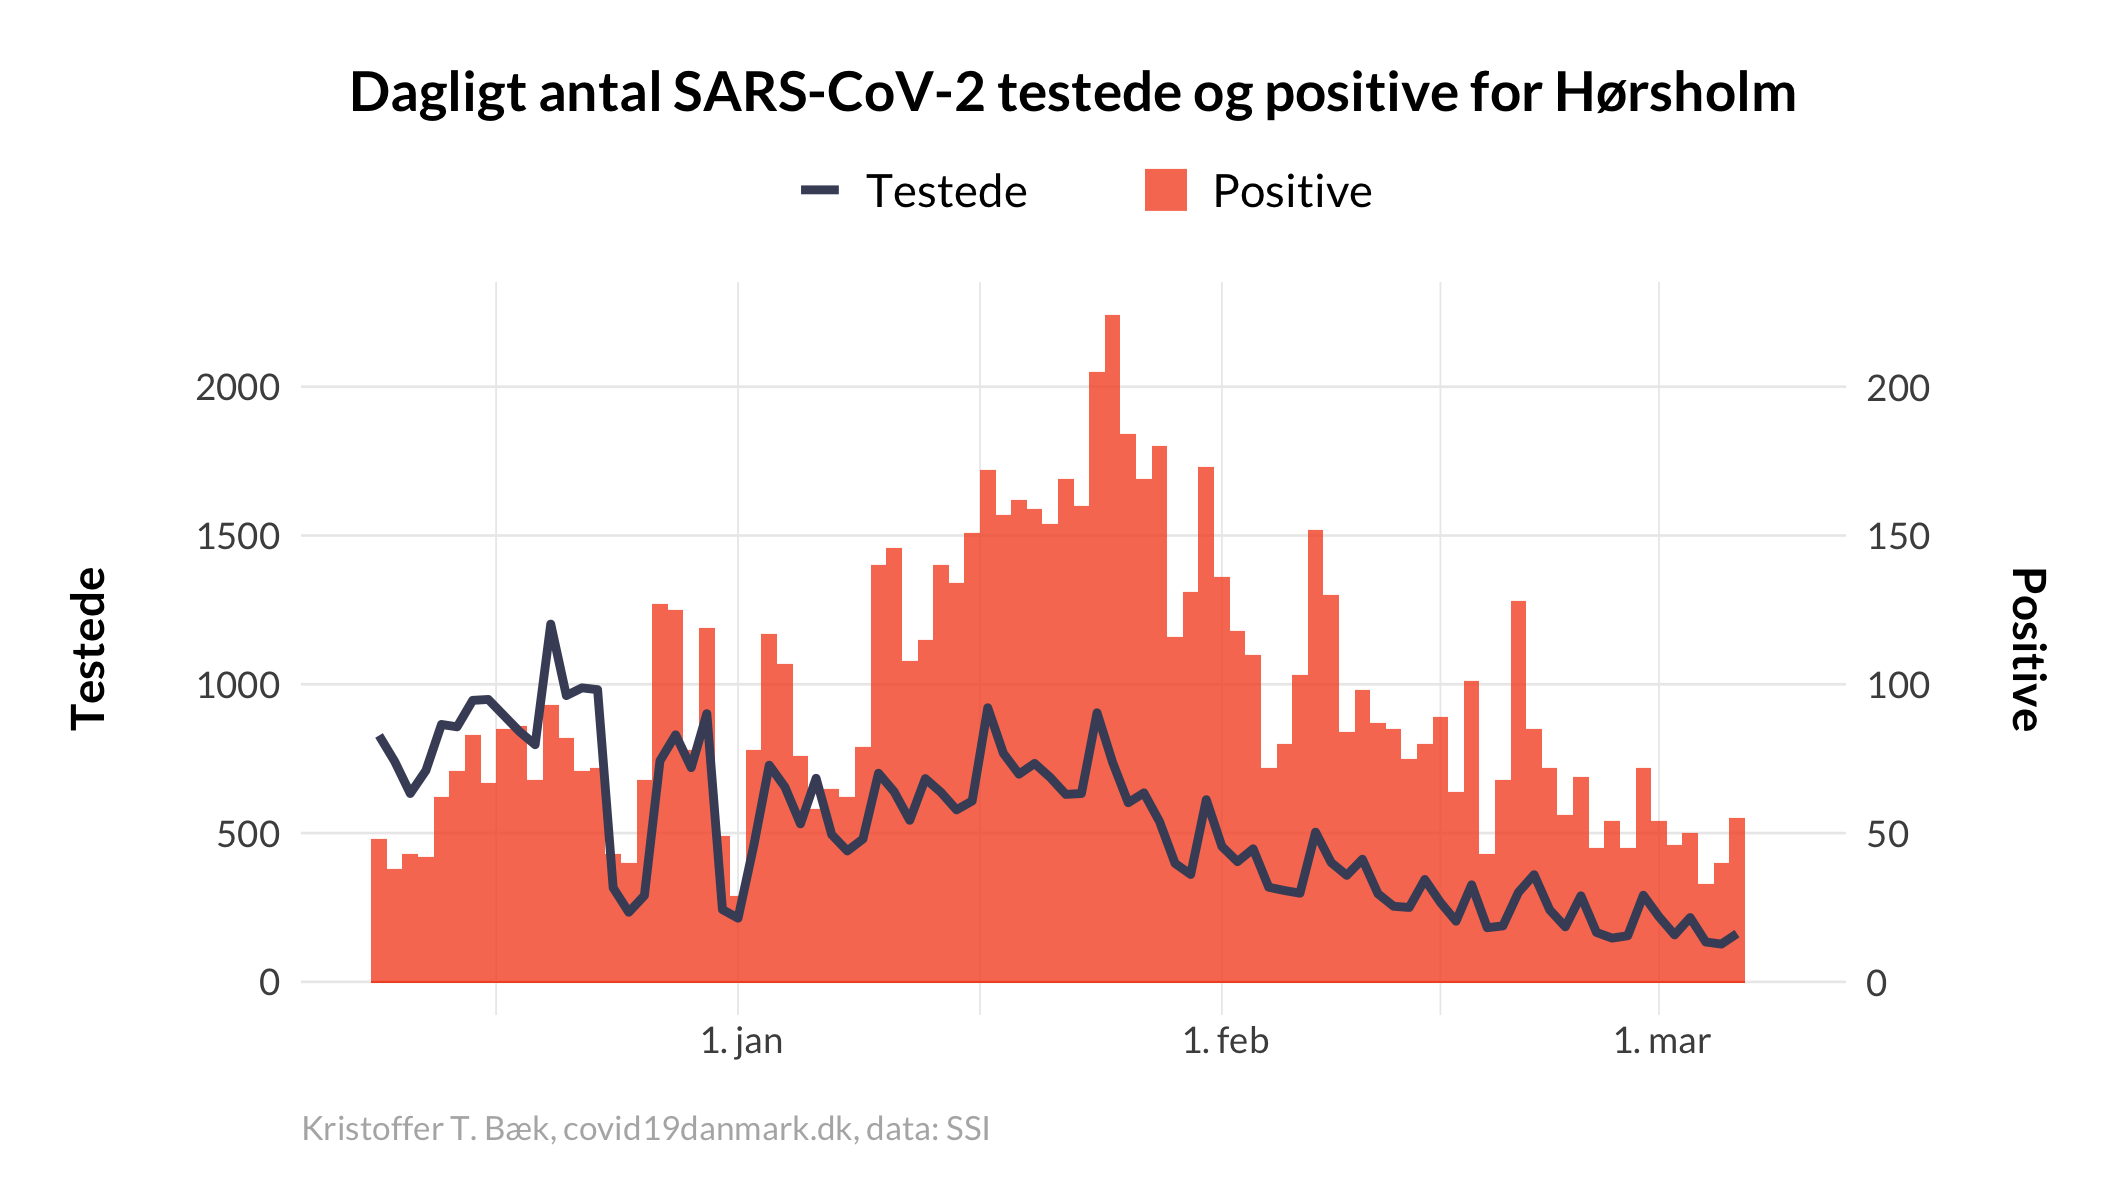 Dagligt antal SARS-CoV-2 testede og positive for Hørsholm
Testede
Positive
Testede
2000
1500
1000
500
0
200
150
100
50
0
Positive
1. jan
1. feb
1. mar
Kristoffer T. Bæk, covid19danmark.dk, data: SSI